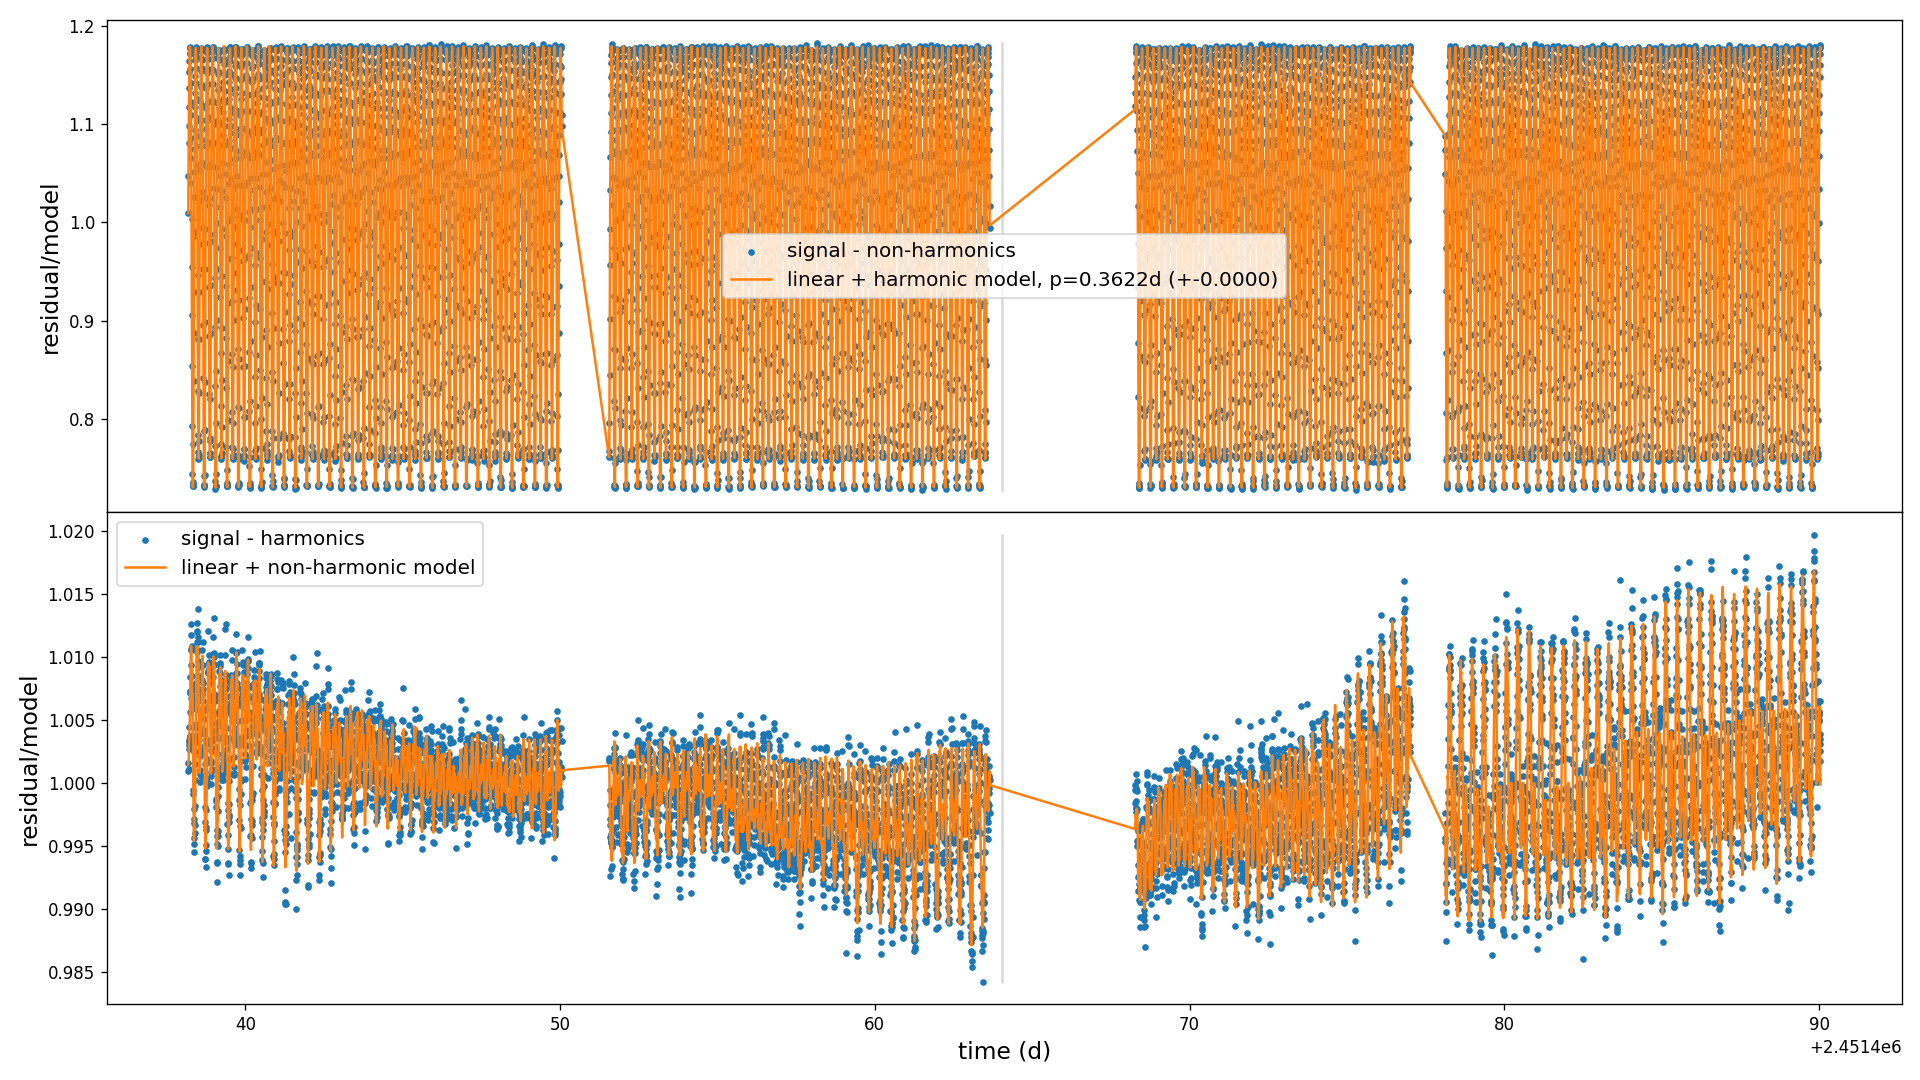 1.2
1.1
1.0
0.9
0.8
residual/model
signal - non-harmonics
linear + harmonic model, p=0.3622d (+-0.0000)
1.020
1.015
1.010
1.005
1.000
0.995
0.990
0.985
residual/model
signal - harmonics
linear + non-harmonic model
40 50 60 70 80 90
time (d)
+2.4514e6